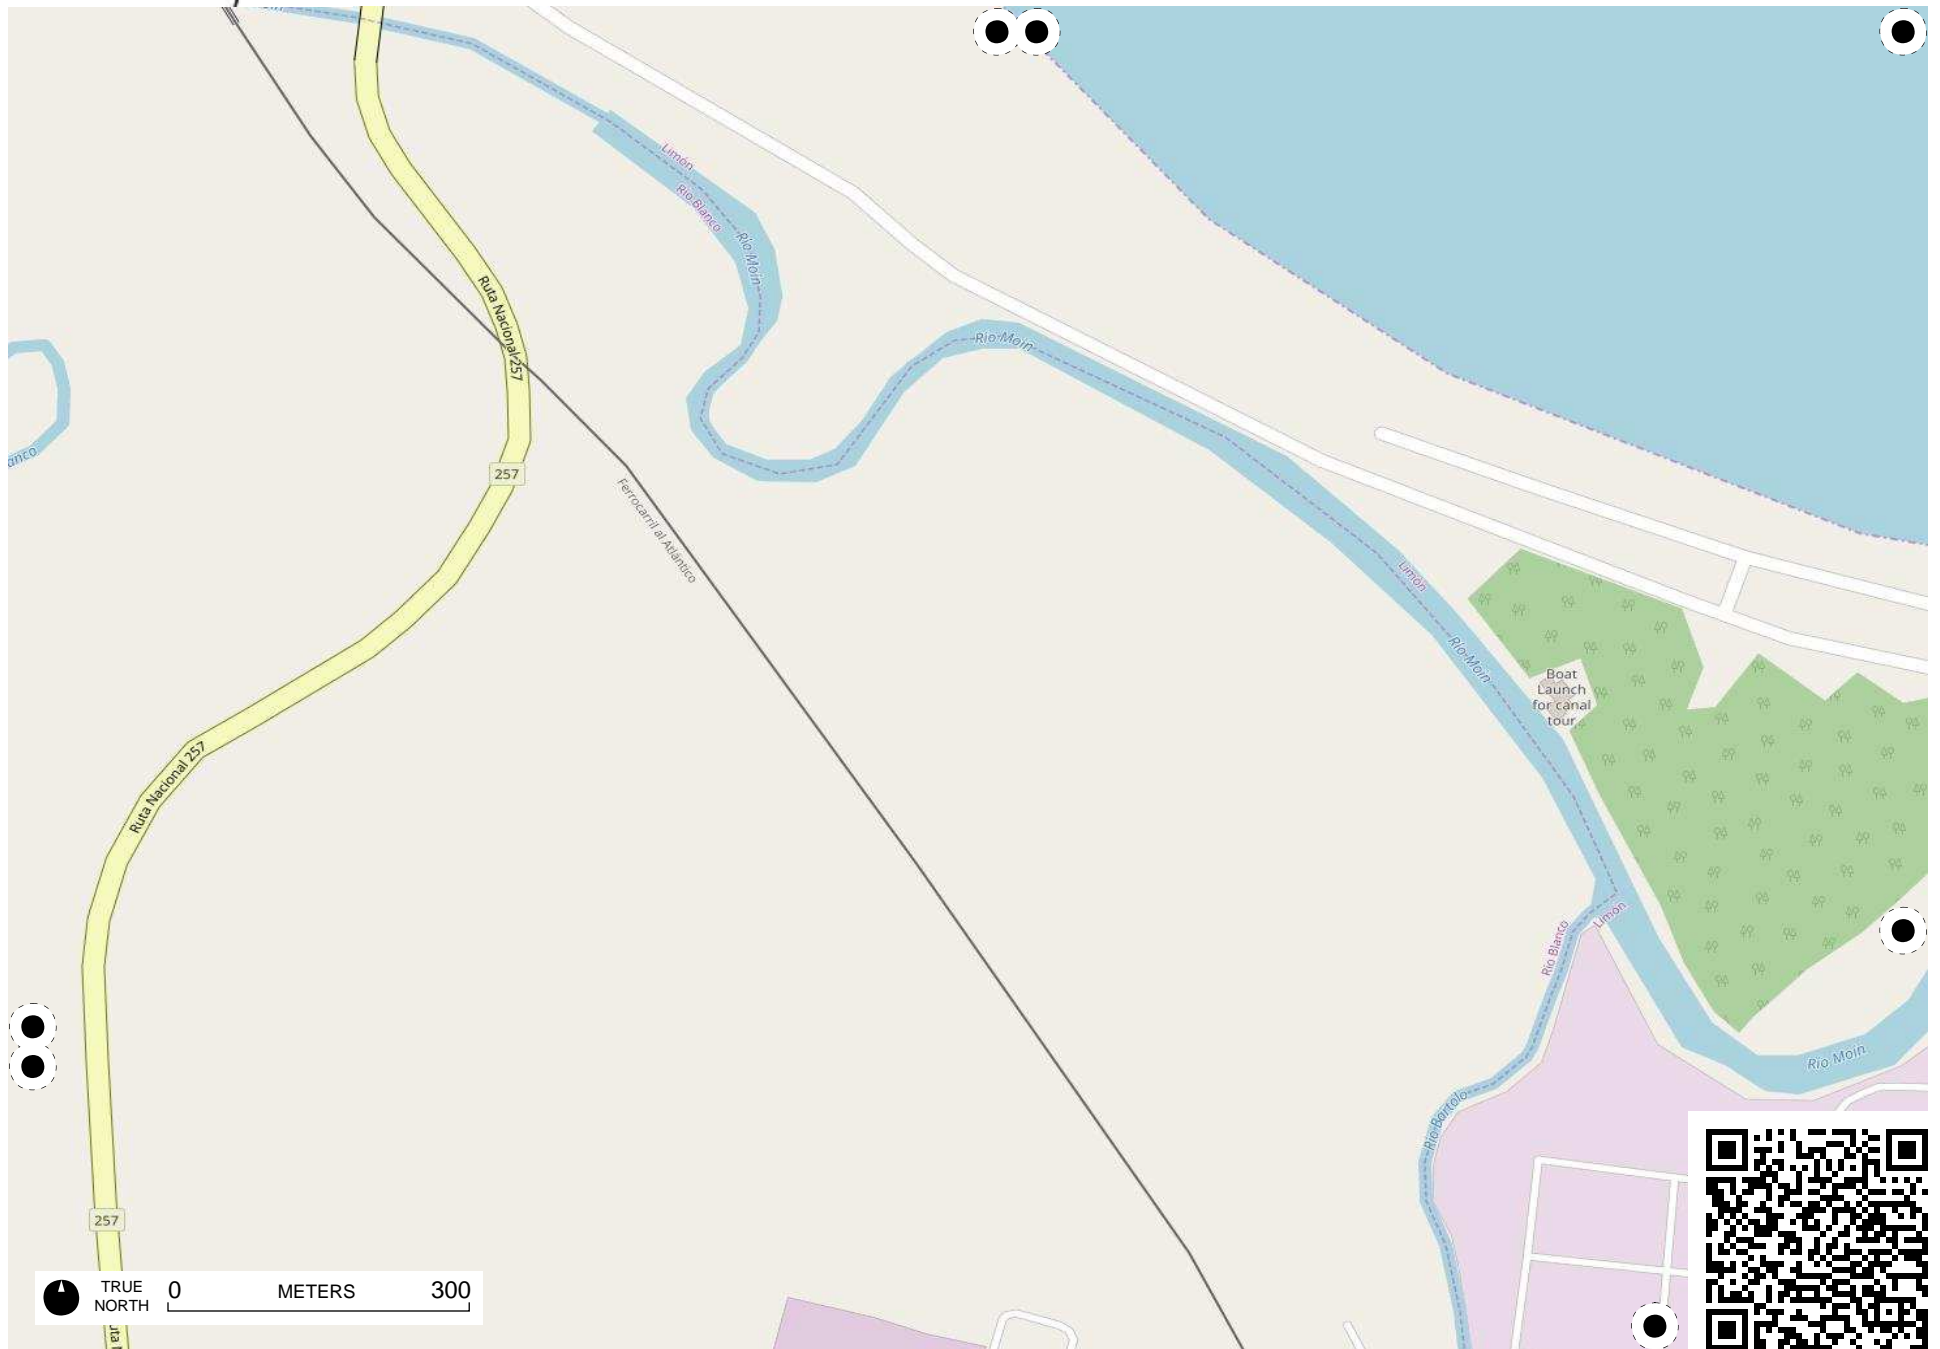 Limón
Río Blanco
Río Moín
Ruta Nacional 257
Río Moín
257
Ferrocarril al Atlántico
Limón
Río Moín
Boat
Launch
for canal
tour
Ruta Nacional 257
Limón
Río Blanco
Río Moín
Río Bartolo
257
TRUE
NORTH
0 METERS 300